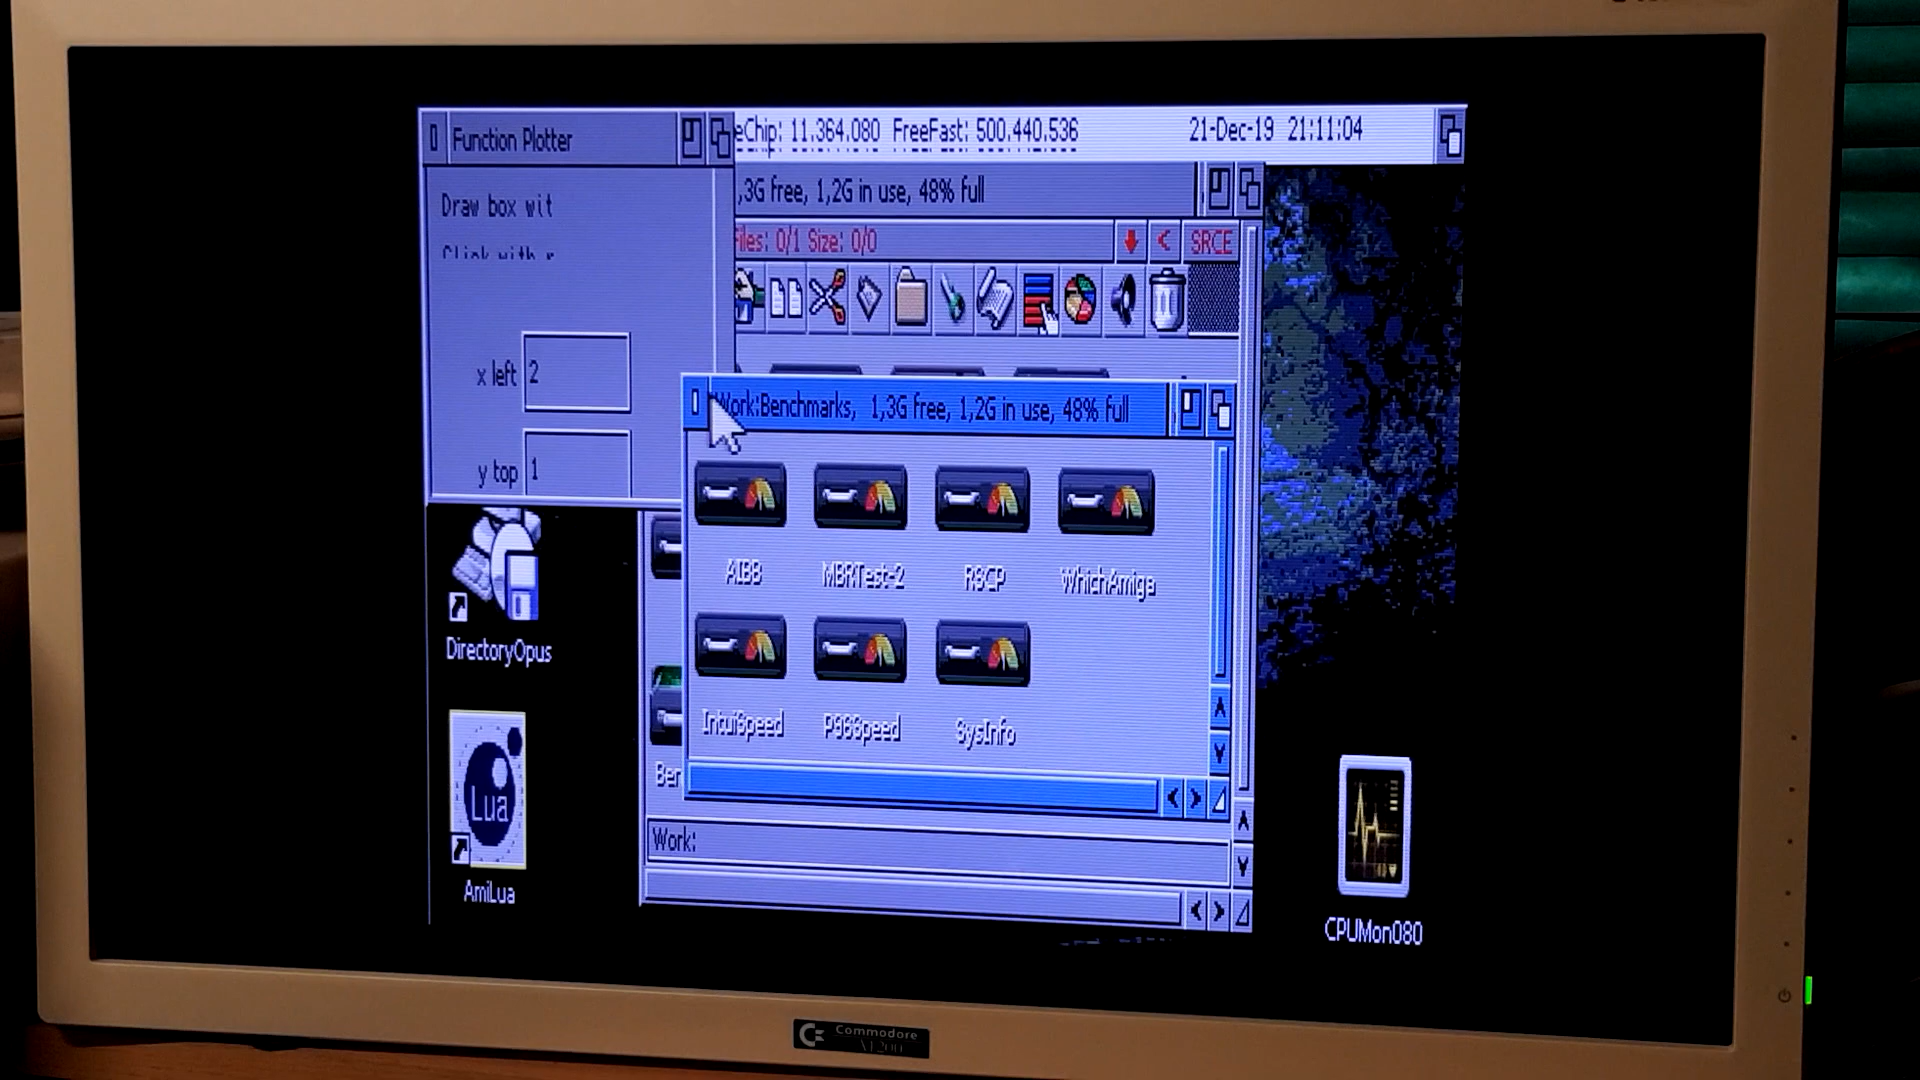 Function Plotter
eChip: 11.364.080 FreeFast: 500.440.536
21-Dec-19 21:11:04
,3G free, 1,2G in use, 48% full
Draw box wit
Files: 0/1 Size: 0/0
SRCE
x left 2
y top 1
Work:Benchmarks, 1,3G free, 1,2G in use, 48% full
AIBB
MBRTest-2
RSCP
WhichAmiga
IntuiSpeed
P96Speed
SysInfo
DirectoryOpus
Lua
AmiLua
Ber
Work:
CPUMon080
Commodore
A1200